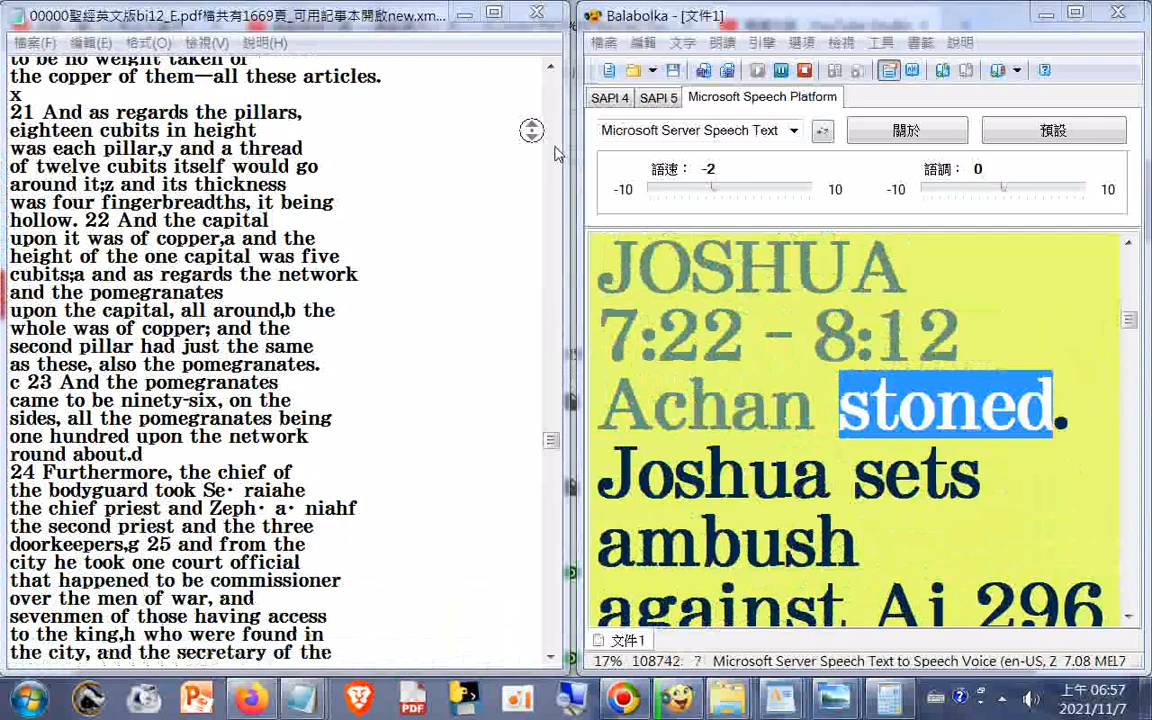 00000聖經英文版bi12_E.pdf檔共有1669頁_可用記事本開啟new.xm...
檔案(F) 編輯(E) 格式(O) 檢視(V) 說明(H)
to be no weight taken of
the copper of them—all these articles.
x
21 And as regards the pillars,
eighteen cubits in height
was each pillar,y and a thread
of twelve cubits itself would go
around it;z and its thickness
was four fingerbreadths, it being
hollow. 22 And the capital
upon it was of copper,a and the
height of the one capital was five
cubits;a and as regards the network
and the pomegranates
upon the capital, all around,b the
whole was of copper; and the
second pillar had just the same
as these, also the pomegranates.
c 23 And the pomegranates
came to be ninety-six, on the
sides, all the pomegranates being
one hundred upon the network
round about.d
24 Furthermore, the chief of
the bodyguard took Se· raiahe
the chief priest and Zeph· a· niahf
the second priest and the three
doorkeepers,g 25 and from the
city he took one court official
that happened to be commissioner
over the men of war, and
sevenmen of those having access
to the king,h who were found in
the city, and the secretary of the
Balabolka - [文件1]
檔案 編輯 文字 朗讀 引擎 選項 檢視 工具 書籤 說明
SAPI 4 SAPI 5 Microsoft Speech Platform
Microsoft Server Speech Text 關於 預設
語速： -2 語調： 0
-10 10 -10 10
JOSHUA
7:22 - 8:12
Achan stoned.
Joshua sets
ambush
against Ai 296
文件1
17% 108742: ? Microsoft Server Speech Text to Speech Voice (en-US, Z 7.08 МЕ17
PDF
上午 06:57
2021/11/7